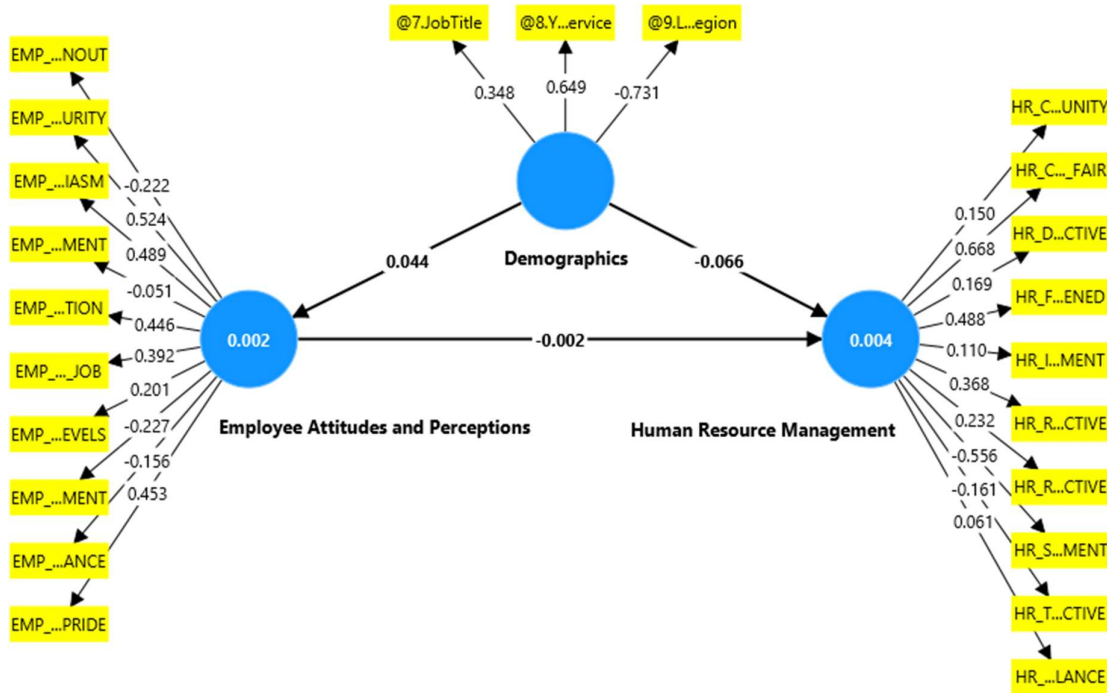 @7.JobTitle
@8.Y...ervice
@9.L...egion
0.348
0.649
-0.731
EMP_...NOUT
EMP_...URITY
EMP_...IASM
EMP_...MENT
EMP_...TION
EMP_..._JOB
EMP_...EVELS
EMP_...MENT
EMP_...ANCE
EMP_...PRIDE
-0.222
0.524
0.489
-0.051
0.446
0.392
0.201
-0.227
-0.156
0.453
Demographics
0.044
-0.066
0.002
-0.002
0.004
Employee Attitudes and Perceptions
Human Resource Management
0.150
0.668
0.169
0.488
0.110
0.368
0.232
-0.556
-0.161
0.061
HR_C...UNITY
HR_C..._FAIR
HR_D...CTIVE
HR_F...ENED
HR_I...MENT
HR_R...CTIVE
HR_R...CTIVE
HR_S...MENT
HR_T...CTIVE
HR_...LANCE